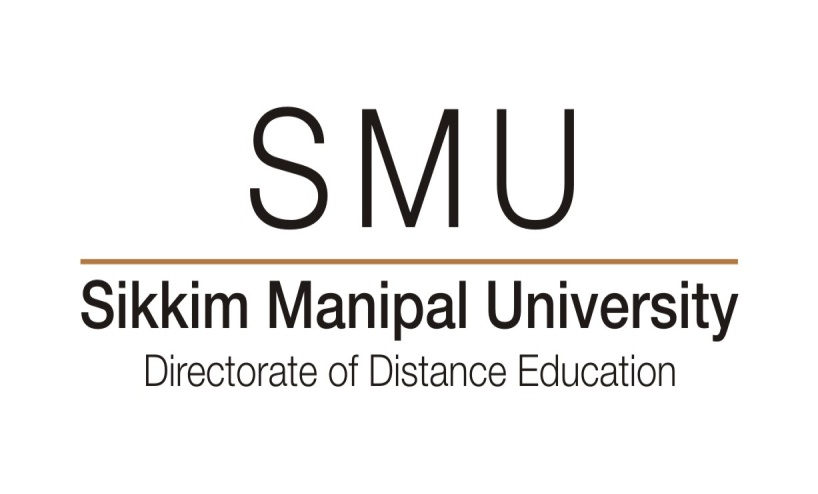 SMU
Sikkim Manipal University
Directorate of Distance Education